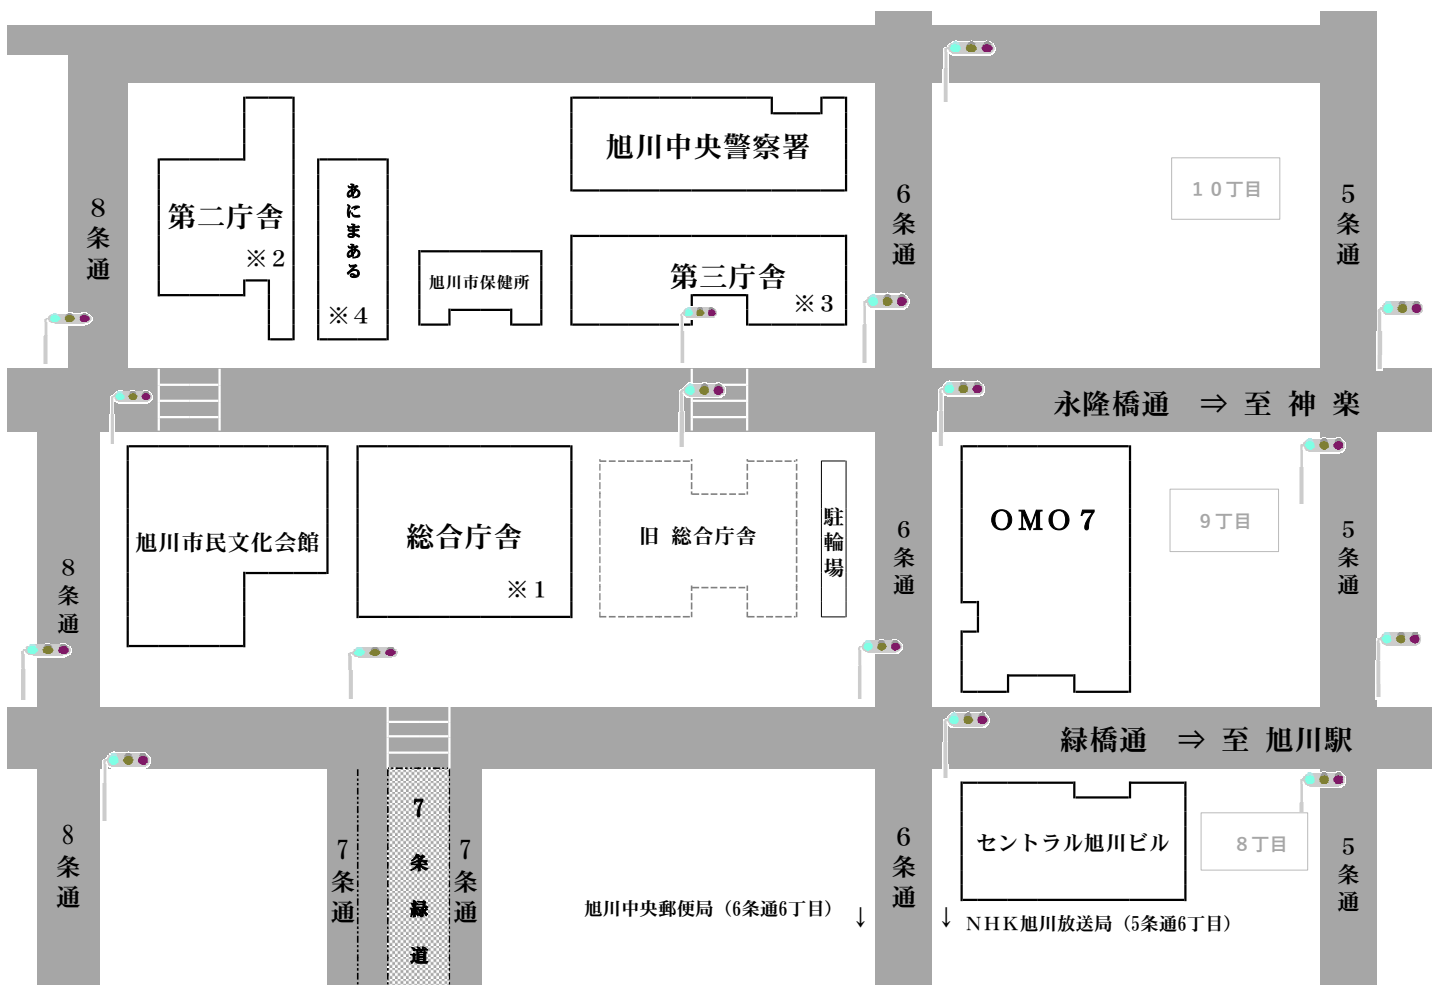 旭川中央警察署
１０丁目
８条通
第二庁舎
※２
あにまある
※４
旭川市保健所
第三庁舎
※３
６条通
５条通
永隆橋通　⇒ 至 神 楽
旭川市民文化会館
総合庁舎
※１
旧 総合庁舎
駐輪場
ＯＭＯ７
９丁目
８条通
６条通
５条通
緑橋通　⇒ 至 旭川駅
８条通
７条通
７条緑道
７条通
６条通
セントラル旭川ビル
８丁目
５条通
旭川中央郵便局（6条通6丁目） ↓
↓ ＮＨＫ旭川放送局（5条通6丁目）